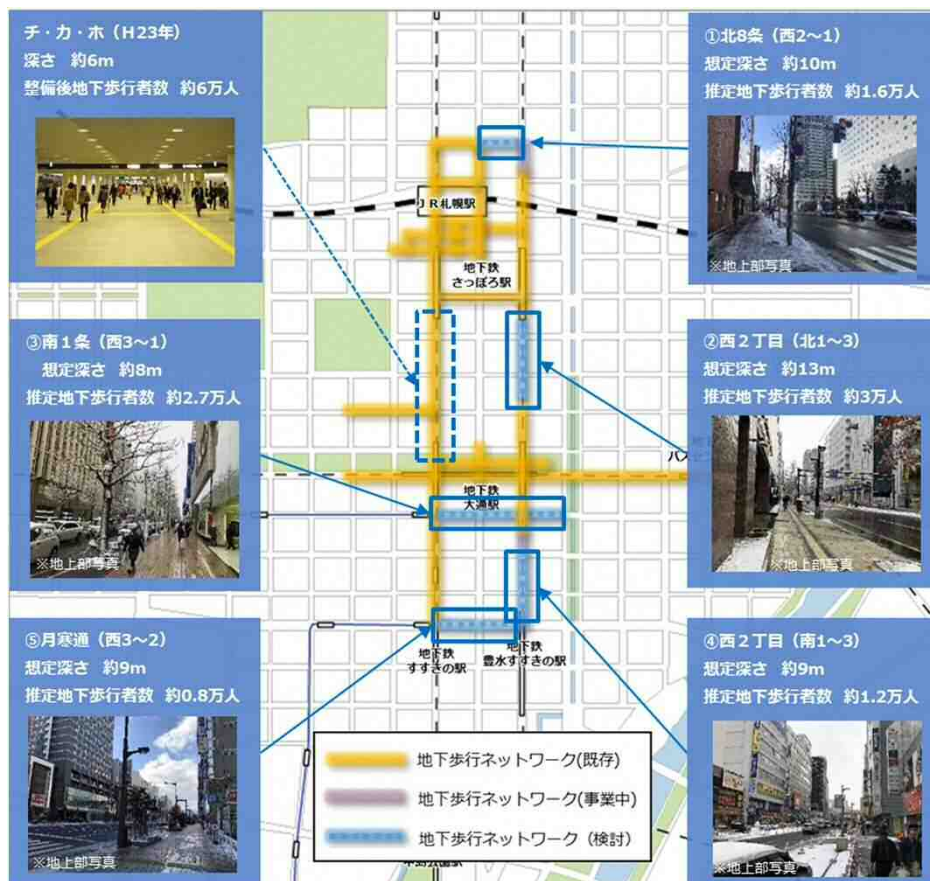 チ・カ・ホ（H23年）
深さ　約6m
整備後地下歩行者数　約6万人
①北8条（西2～1）
想定深さ　約10m
推定地下歩行者数　約1.6万人
※地上部写真
JR札幌駅
地下鉄
さっぽろ駅
③南1条（西3～1）
想定深さ　約8m
推定地下歩行者数　約2.7万人
※地上部写真
②西2丁目（北1～3）
想定深さ　約13m
推定地下歩行者数　約3万人
※地上部写真
地下鉄
大通駅
⑤月寒通（西3～2）
想定深さ　約9m
推定地下歩行者数　約0.8万人
※地上部写真
地下鉄
すすきの駅
地下鉄
豊水すすきの駅
④西2丁目（南1～3）
想定深さ　約9m
推定地下歩行者数　約1.2万人
※地上部写真
地下歩行ネットワーク(既存)
地下歩行ネットワーク(事業中)
地下歩行ネットワーク（検討）